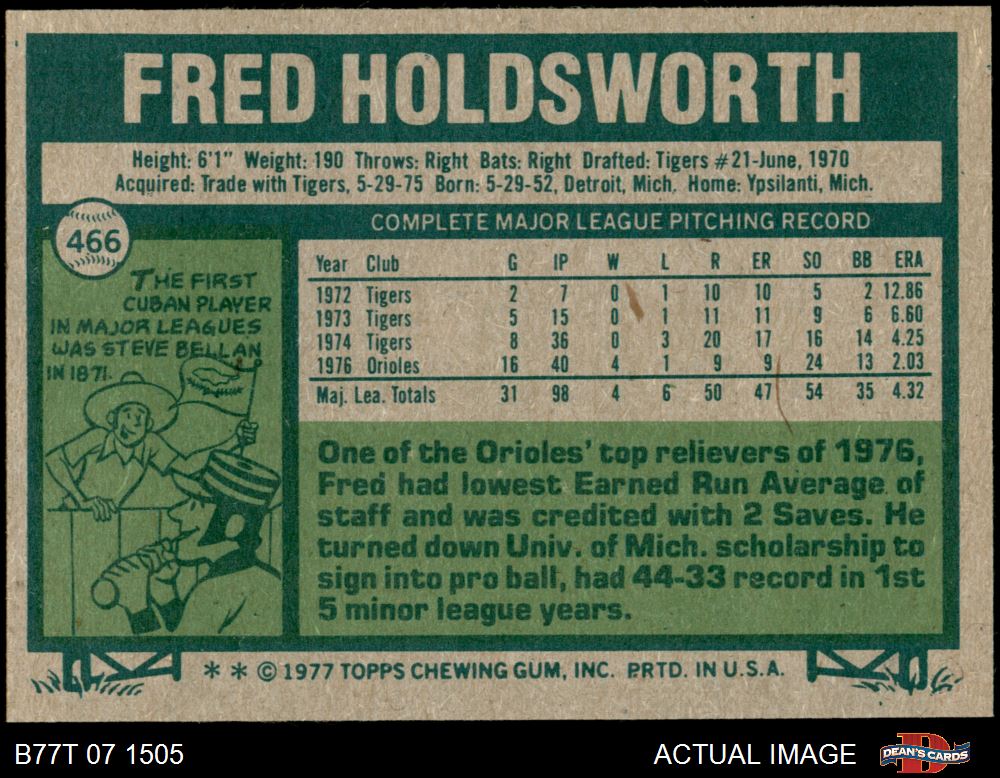 FRED HOLDSWORTH
Height: 6'1" Weight: 190 Throws: Right Bats: Right Drafted: Tigers #21-June, 1970
Acquired: Trade with Tigers, 5-29-75 Born: 5-29-52, Detroit, Mich. Home: Ypsilanti, Mich.
466
THE FIRST
CUBAN PLAYER
IN MAJOR LEAGUES
WAS STEVE BELLAN
IN 1871.
COMPLETE MAJOR LEAGUE PITCHING RECORD
Year Club G IP W L R ER SO BB ERA
1972 Tigers 2 7 0 1 10 10 5 2 12.86
1973 Tigers 5 15 0 1 11 11 9 6 6.60
1974 Tigers 8 36 0 3 20 17 16 14 4.25
1976 Orioles 16 40 4 1 9 9 24 13 2.03
Maj. Lea. Totals 31 98 4 6 50 47 54 35 4.32
One of the Orioles' top relievers of 1976,
Fred had lowest Earned Run Average of
staff and was credited with 2 Saves. He
turned down Univ. of Mich. scholarship to
sign into pro ball, had 44-33 record in 1st
5 minor league years.
* * © 1977 TOPPS CHEWING GUM, INC. PRTD. IN U.S.A.
B77T 07 1505 ACTUAL IMAGE DEAN'S CARDS